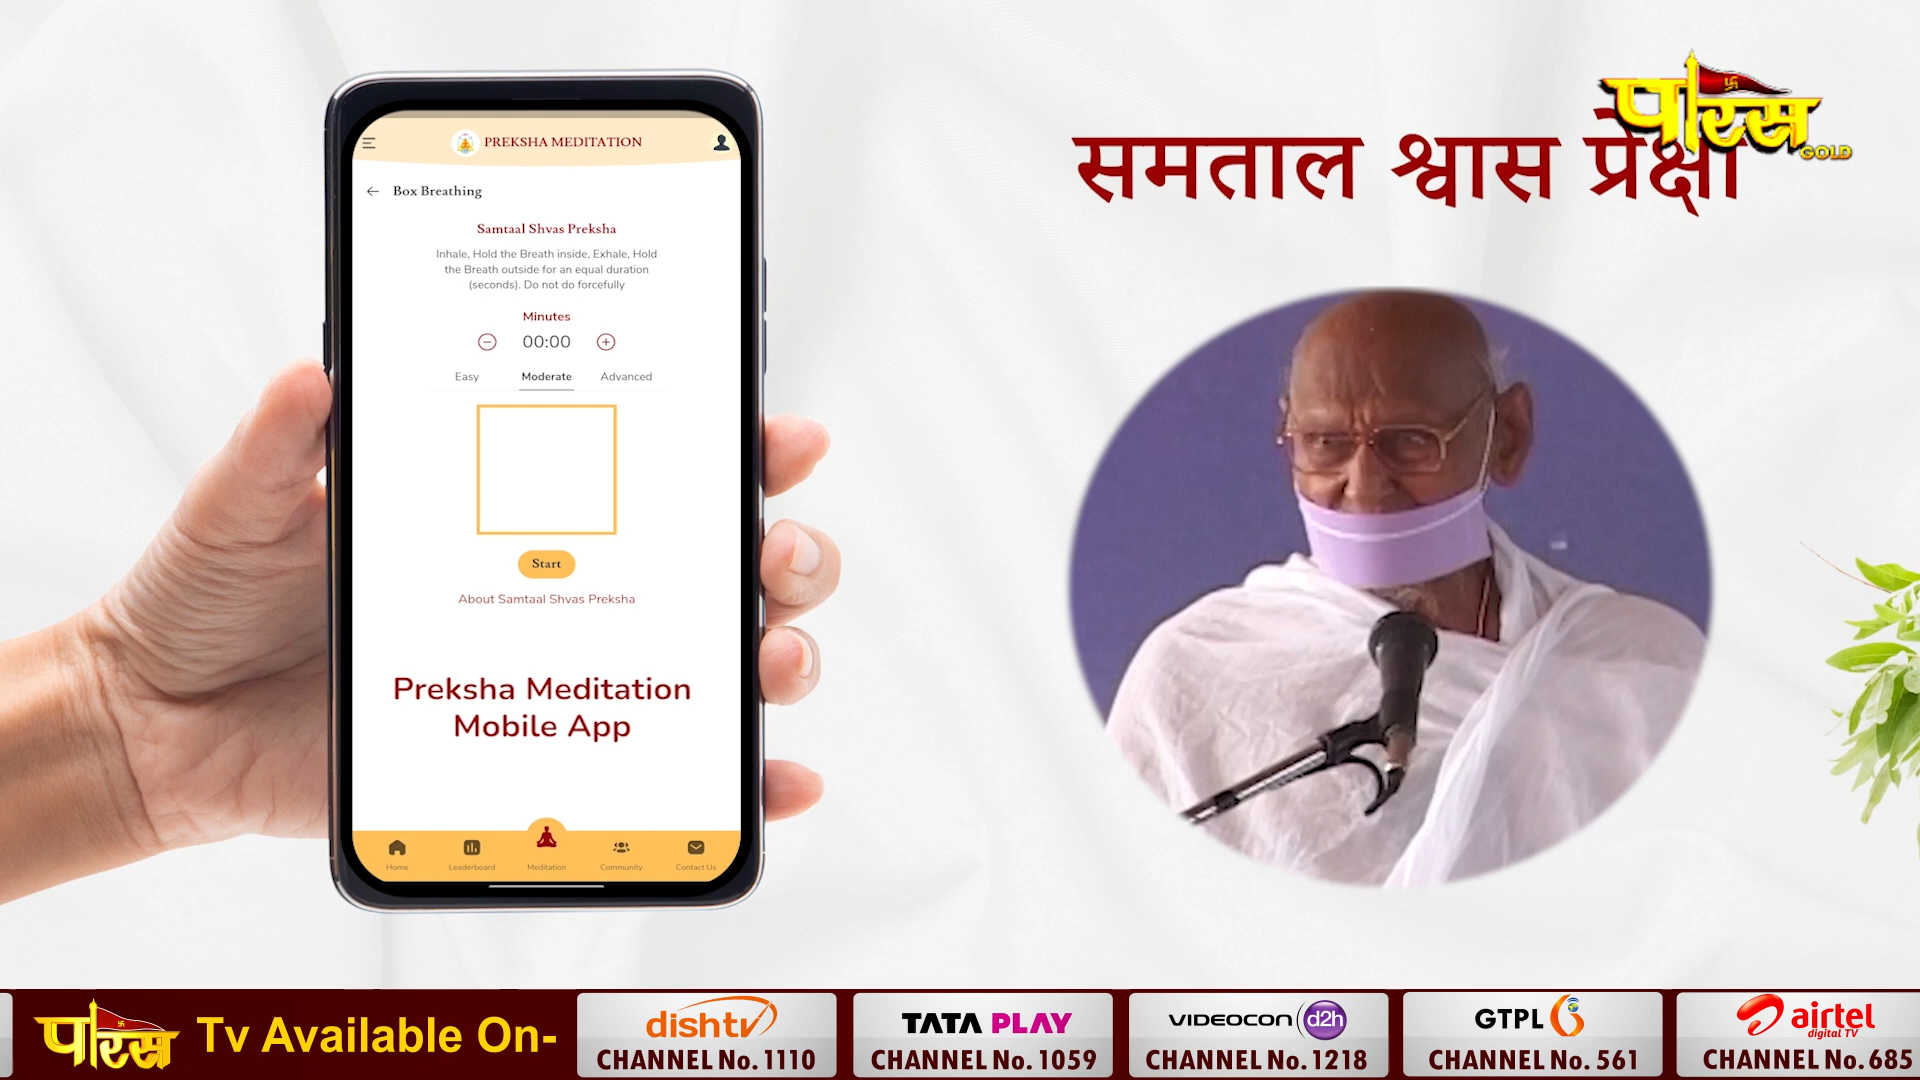 पारस
GOLD
समताल श्वास प्रेक्षा
PREKSHA MEDITATION
Box Breathing
Samtaal Shvas Preksha
Inhale, Hold the Breath inside, Exhale, Hold
the Breath outside for an equal duration
(seconds). Do not do forcefully
Minutes
00:00
Easy Moderate Advanced
Start
About Samtaal Shvas Preksha
Preksha Meditation
Mobile App
Home Leaderboard Meditation Community Contact Us
पारस Tv Available On-
dishtv
CHANNEL No. 1110
TATA PLAY
CHANNEL No. 1059
VIDEOCON d2h
CHANNEL No. 1218
GTPL
CHANNEL No. 561
airtel
digital TV
CHANNEL No. 685